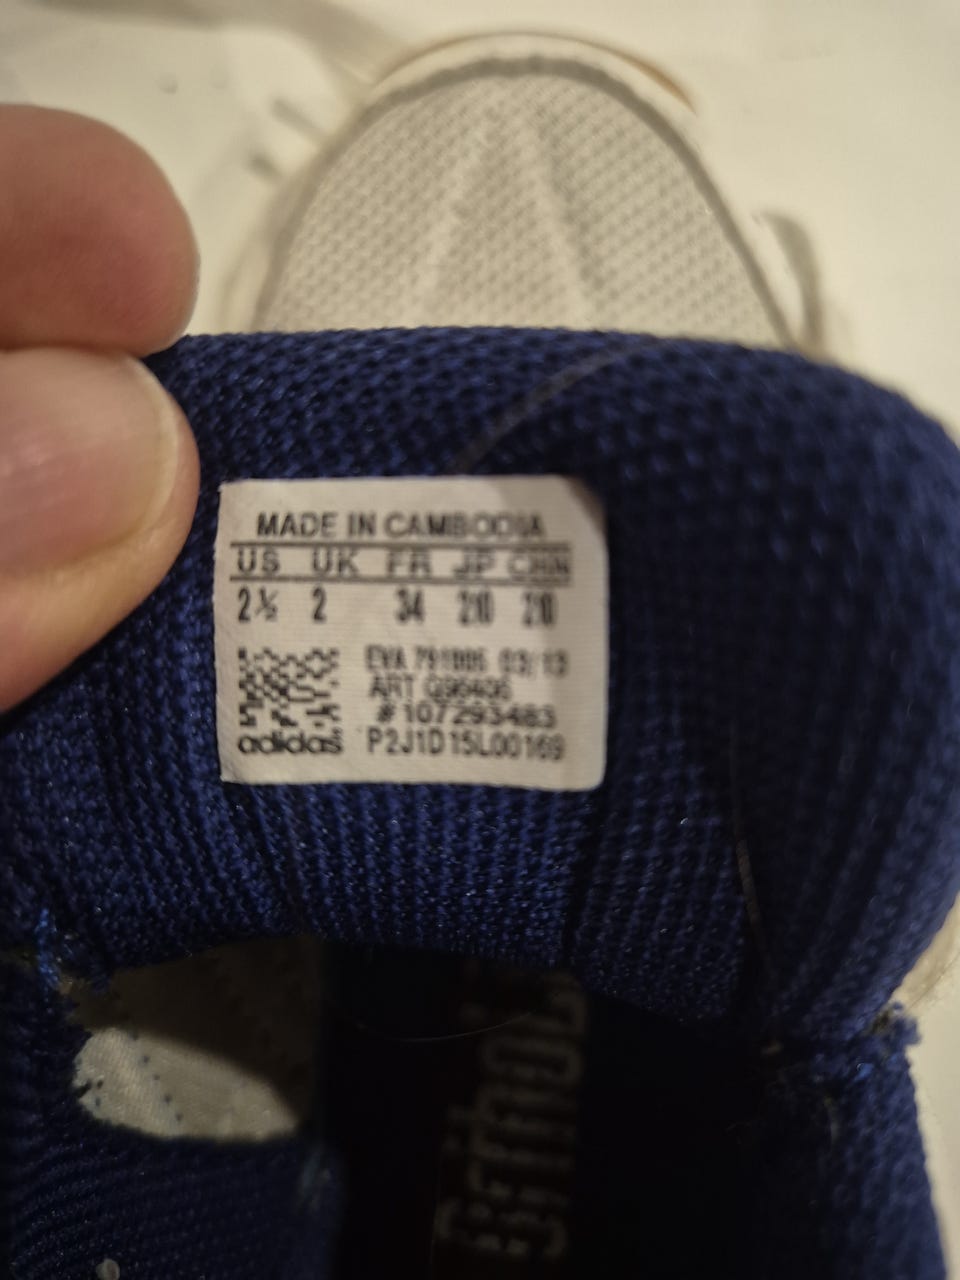 MADE IN CAMBODIA
US UK FR JP CHN
2½ 2 34 210 210
EVA 791005 03/13
ART G96406
#107293483
adidas P2J1D15L00169